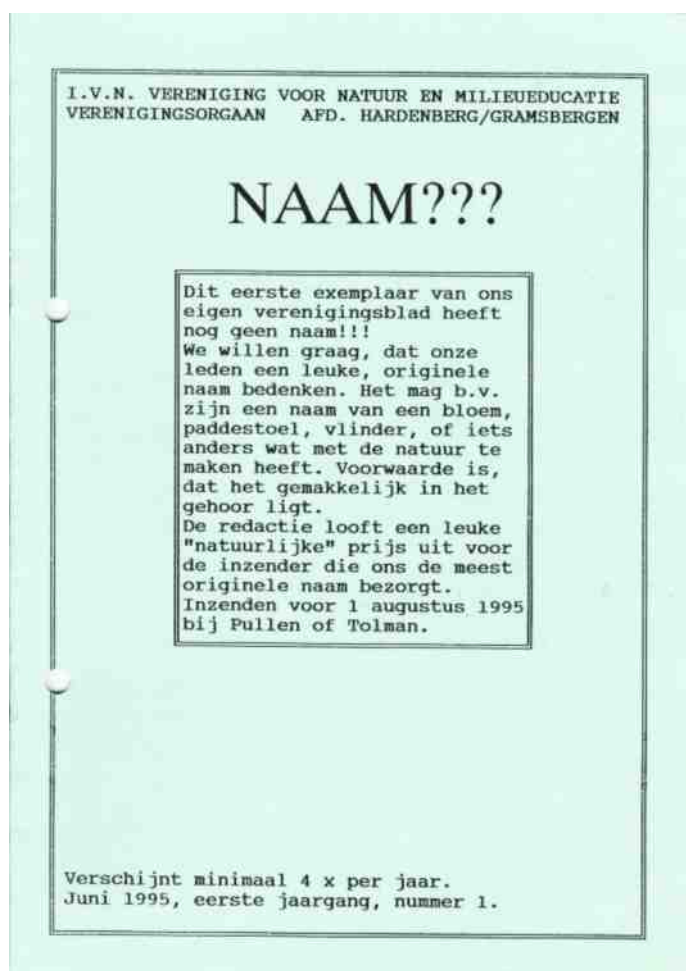 I.V.N. VERENIGING VOOR NATUUR EN MILIEUEDUCATIE
VERENIGINGSORGAAN AFD. HARDENBERG/GRAMSBERGEN
NAAM???
Dit eerste exemplaar van ons
eigen verenigingsblad heeft
nog geen naam!!!
We willen graag, dat onze
leden een leuke, originele
naam bedenken. Het mag b.v.
zijn een naam van een bloem,
paddestoel, vlinder, of iets
anders wat met de natuur te
maken heeft. Voorwaarde is,
dat het gemakkelijk in het
gehoor ligt.
De redactie looft een leuke
"natuurlijke" prijs uit voor
de inzender die ons de meest
originele naam bezorgt.
Inzenden voor 1 augustus 1995
bij Pullen of Tolman.
Verschijnt minimaal 4 x per jaar.
Juni 1995, eerste jaargang, nummer 1.